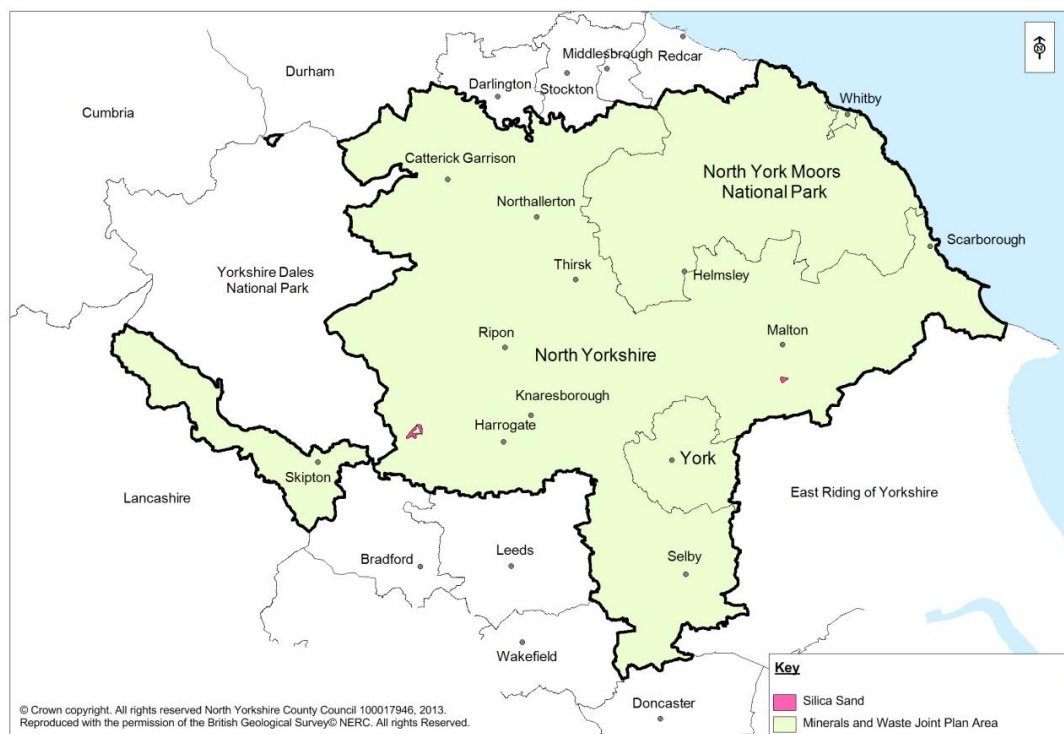 Durham
Middlesbrough
Redcar
Darlington
Stockton
Cumbria
Whitby
Catterick Garrison
North York Moors
National Park
Northallerton
Scarborough
Thirsk
Helmsley
Yorkshire Dales
National Park
Malton
Ripon
North Yorkshire
Knaresborough
Harrogate
York
Skipton
Lancashire
East Riding of Yorkshire
Bradford
Leeds
Selby
Wakefield
Doncaster
Key
Silica Sand
Minerals and Waste Joint Plan Area
© Crown copyright. All rights reserved North Yorkshire County Council 100017946, 2013.
Reproduced with the permission of the British Geological Survey© NERC. All rights Reserved.
N